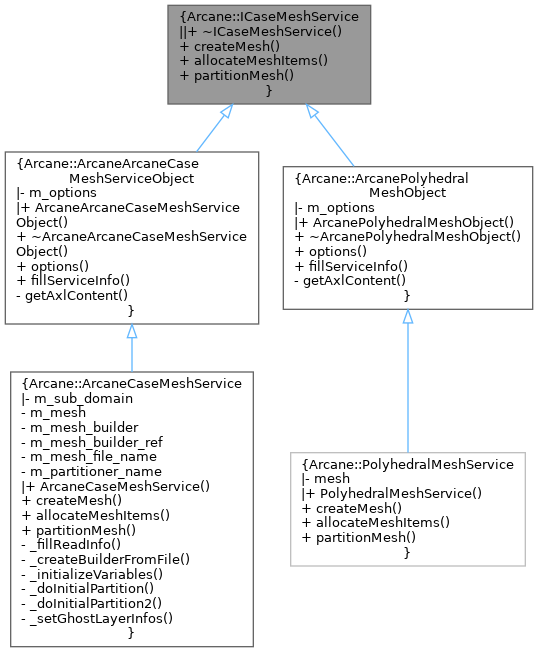 {Arcane::ICaseMeshService
||+ ~ICaseMeshService()
+ createMesh()
+ allocateMeshItems()
+ partitionMesh()
}
{Arcane::ArcaneArcaneCase
MeshServiceObject
|- m_options
|+ ArcaneArcaneCaseMeshService
Object()
+ ~ArcaneArcaneCaseMeshService
Object()
+ options()
+ fillServiceInfo()
- getAxlContent()
}
{Arcane::ArcanePolyhedral
MeshObject
|- m_options
|+ ArcanePolyhedralMeshObject()
+ ~ArcanePolyhedralMeshObject()
+ options()
+ fillServiceInfo()
- getAxlContent()
}
{Arcane::ArcaneCaseMeshService
|- m_sub_domain
- m_mesh
- m_mesh_builder
- m_mesh_builder_ref
- m_mesh_file_name
- m_partitioner_name
|+ ArcaneCaseMeshService()
+ createMesh()
+ allocateMeshItems()
+ partitionMesh()
- _fillReadInfo()
- _createBuilderFromFile()
- _initializeVariables()
- _doInitialPartition()
- _doInitialPartition2()
- _setGhostLayerInfos()
}
{Arcane::PolyhedralMeshService
|- mesh
|+ PolyhedralMeshService()
+ createMesh()
+ allocateMeshItems()
+ partitionMesh()
}